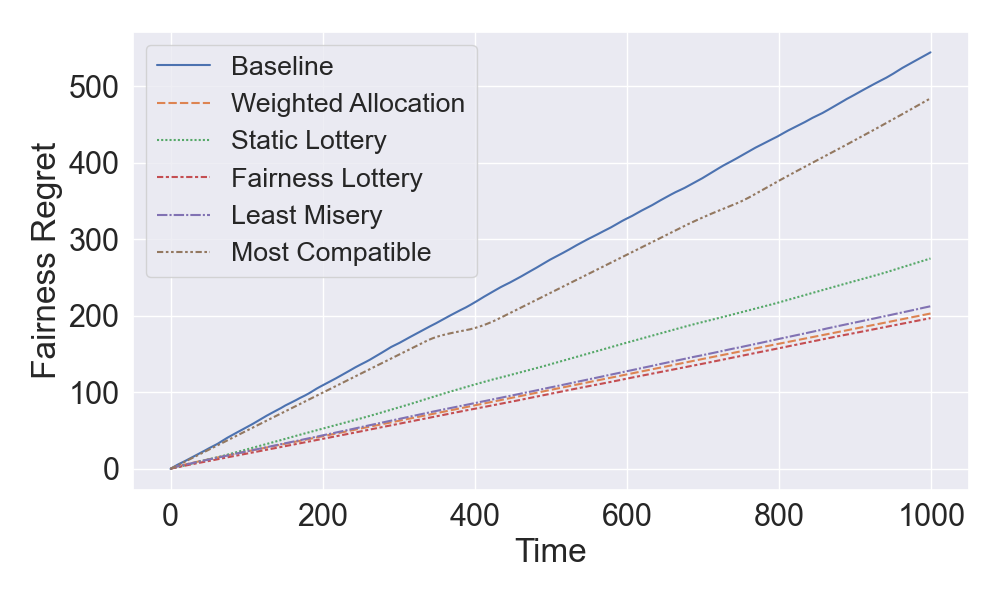 Baseline
Weighted Allocation
Static Lottery
Fairness Lottery
Least Misery
Most Compatible
Fairness Regret
500
400
300
200
100
0
0 200 400 600 800 1000
Time